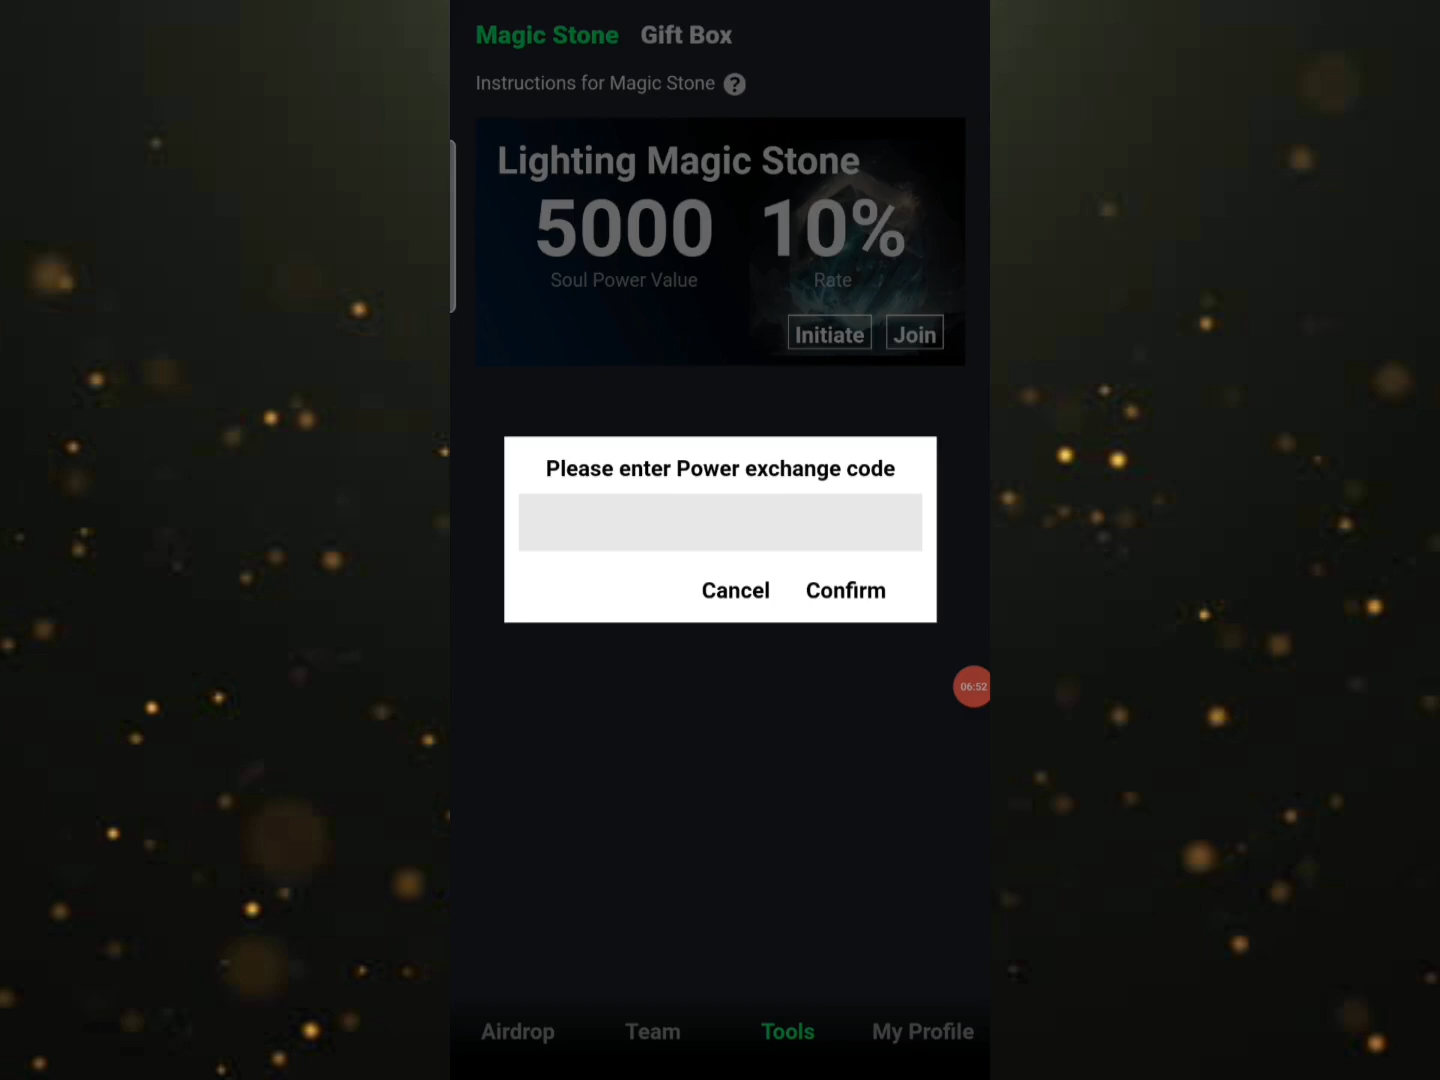 Magic Stone Gift Box
Instructions for Magic Stone ?
Lighting Magic Stone
5000 10%
Soul Power Value Rate
Initiate Join
Please enter Power exchange code
Cancel Confirm
06:52
Airdrop Team Tools My Profile